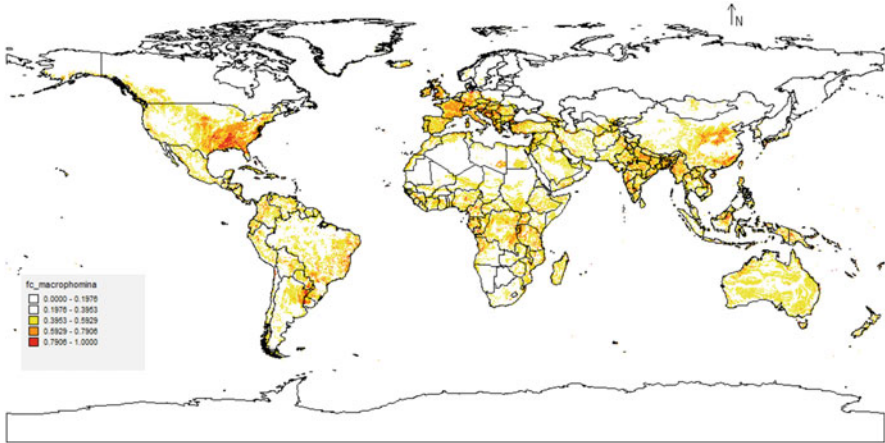 N
fc_macrophomina
0.0000 - 0.1976
0.1976 - 0.3953
0.3953 - 0.5929
0.5929 - 0.7906
0.7906 - 1.0000